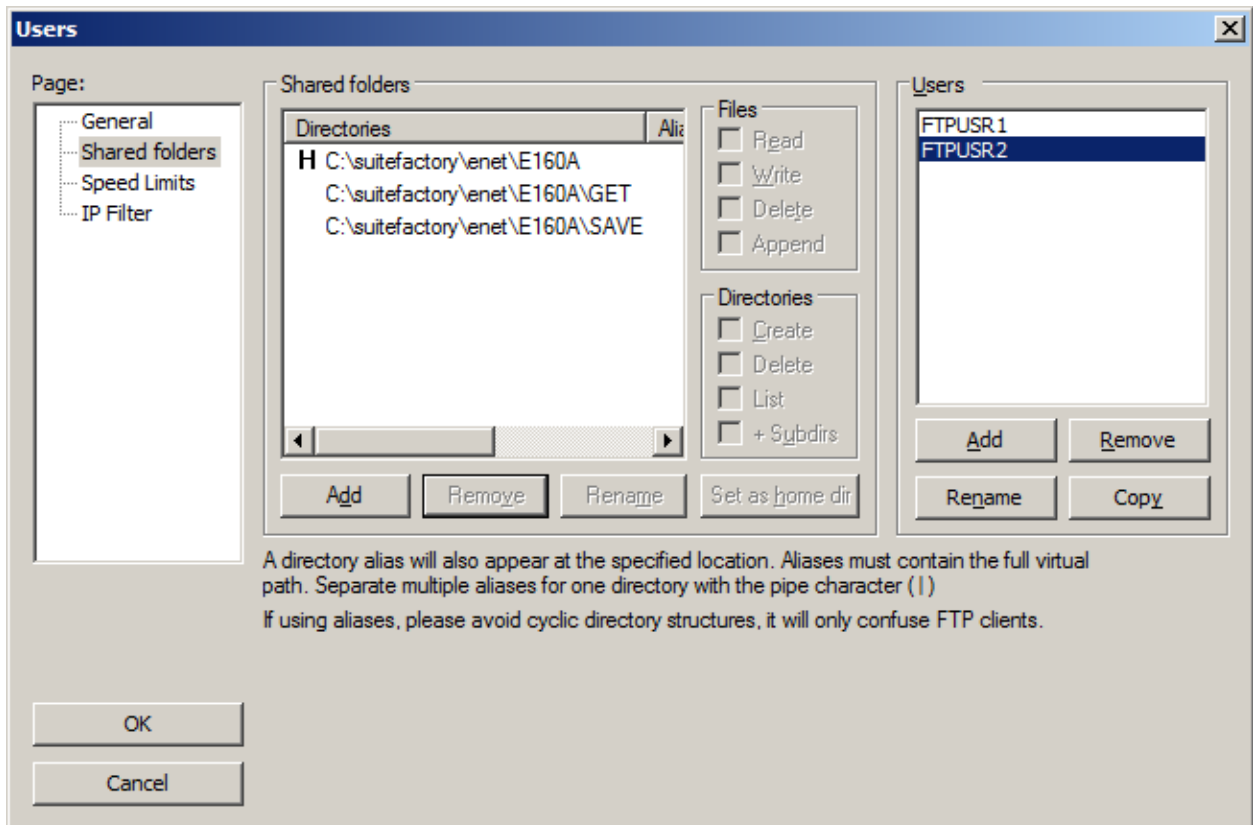 Users
Page:
General
Shared folders
Speed Limits
IP Filter
Shared folders
Directories
Alia
H C:\suitefactory\enet\E160A
C:\suitefactory\enet\E160A\GET
C:\suitefactory\enet\E160A\SAVE
Files
Read
Write
Delete
Append
Directories
Create
Delete
List
+ Subdirs
Add
Remove
Rename
Set as home dir
Users
FTPUSR1
FTPUSR2
Add
Remove
Rename
Copy
A directory alias will also appear at the specified location. Aliases must contain the full virtual
path. Separate multiple aliases for one directory with the pipe character (|)
If using aliases, please avoid cyclic directory structures, it will only confuse FTP clients.
OK
Cancel